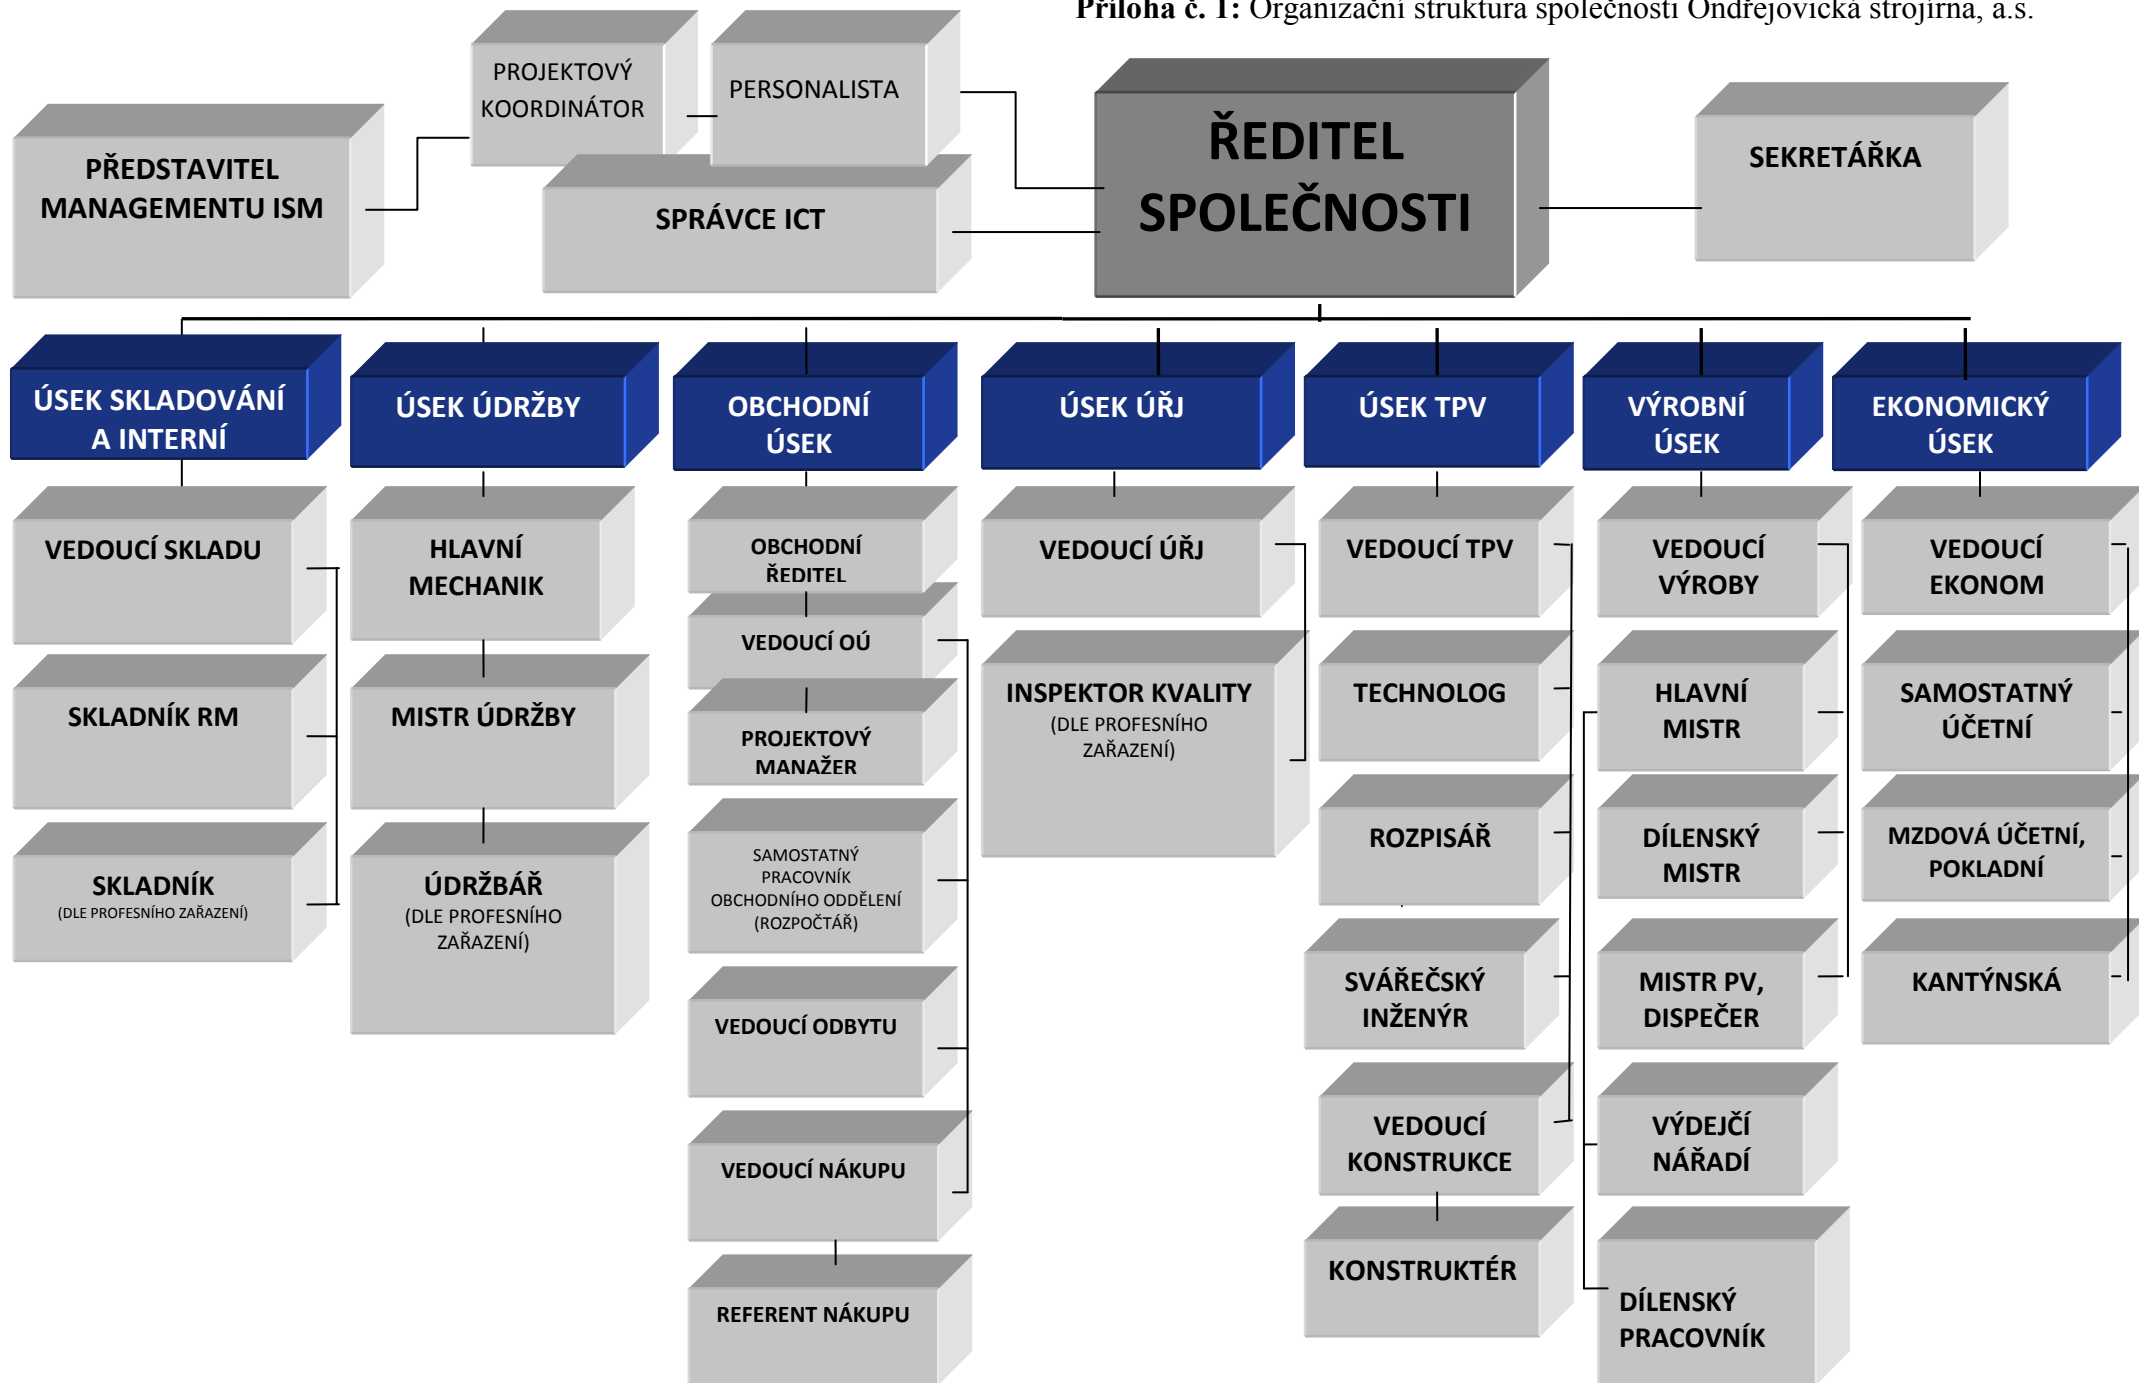 Příloha č. 1: Organizační struktura společnosti Ondřejovická strojírna, a.s.
PROJEKTOVÝ
KOORDINÁTOR
PERSONALISTA
PŘEDSTAVITEL
MANAGEMENTU ISM
SPRÁVCE ICT
ŘEDITEL
SPOLEČNOSTI
SEKRETÁŘKA
ÚSEK SKLADOVÁNÍ
A INTERNÍ
ÚSEK ÚDRŽBY
OBCHODNÍ
ÚSEK
ÚSEK ÚŘJ
ÚSEK TPV
VÝROBNÍ
ÚSEK
EKONOMICKÝ
ÚSEK
VEDOUCÍ SKLADU
SKLADNÍK RM
SKLADNÍK
(DLE PROFESNÍHO ZAŘAZENÍ)
HLAVNÍ
MECHANIK
MISTR ÚDRŽBY
ÚDRŽBÁŘ
(DLE PROFESNÍHO
ZAŘAZENÍ)
OBCHODNÍ
ŘEDITEL
VEDOUCÍ OÚ
PROJEKTOVÝ
MANAŽER
SAMOSTATNÝ
PRACOVNÍK
OBCHODNÍHO ODDĚLENÍ
(ROZPOČTÁŘ)
VEDOUCÍ ODBYTU
VEDOUCÍ NÁKUPU
REFERENT NÁKUPU
VEDOUCÍ ÚŘJ
INSPEKTOR KVALITY
(DLE PROFESNÍHO
ZAŘAZENÍ)
VEDOUCÍ TPV
TECHNOLOG
ROZPISÁŘ
SVÁŘEČSKÝ
INŽENÝR
VEDOUCÍ
KONSTRUKCE
KONSTRUKTÉR
VEDOUCÍ
VÝROBY
HLAVNÍ
MISTR
DÍLENSKÝ
MISTR
MISTR PV,
DISPEČER
VÝDEJČÍ
NÁŘADÍ
DÍLENSKÝ
PRACOVNÍK
VEDOUCÍ
EKONOM
SAMOSTATNÝ
ÚČETNÍ
MZDOVÁ ÚČETNÍ,
POKLADNÍ
KANTÝNSKÁ